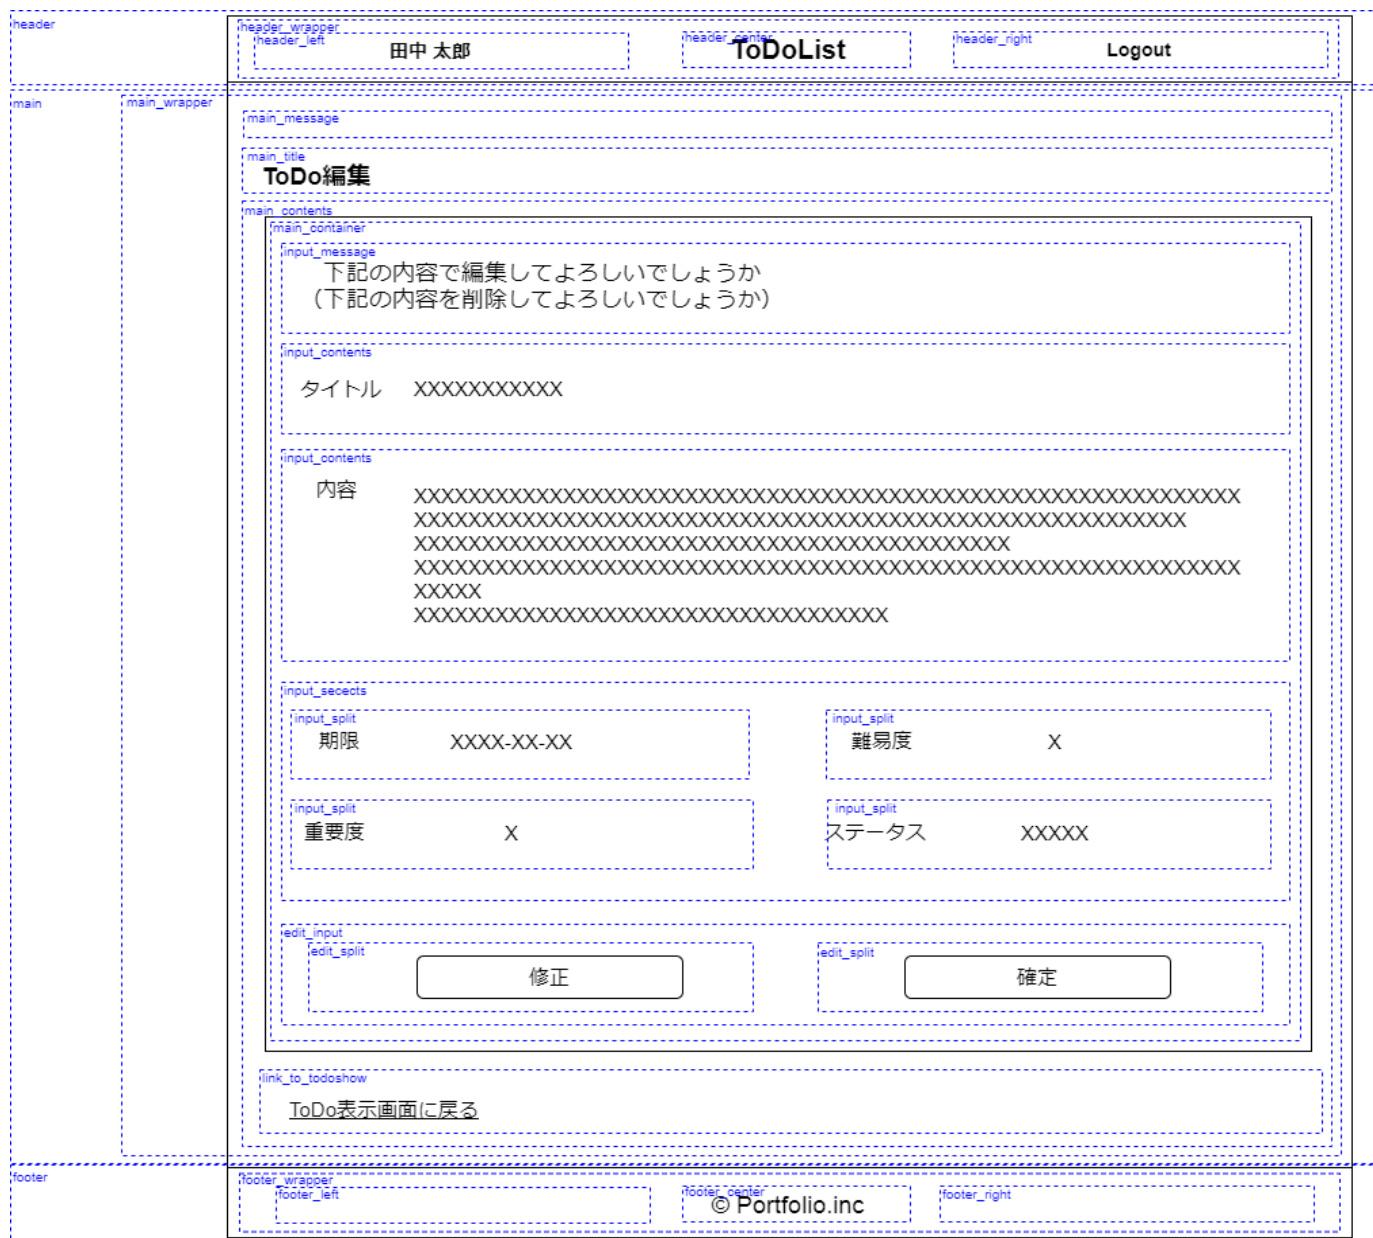 header
header_wrapper
header_left
田中 太郎
header_center
ToDoList
header_right
Logout
main
main_wrapper
main_message
main_title
ToDo編集
main_contents
main_container
input_message
下記の内容で編集してよろしいでしょうか
（下記の内容を削除してよろしいでしょうか）
input_contents
タイトル XXXXXXXXXXX
input_contents
内容
XXXXXXXXXXXXXXXXXXXXXXXXXXXXXXXXXXXXXXXXXXXXXXXXXXXXXXXXXXXXX
XXXXXXXXXXXXXXXXXXXXXXXXXXXXXXXXXXXXXXXXXXXXXXXXXXXXXXXXX
XXXXXXXXXXXXXXXXXXXXXXXXXXXXXXXXXXXXXXXXXXXX
XXXXXXXXXXXXXXXXXXXXXXXXXXXXXXXXXXXXXXXXXXXXXXXXXXXXXXXXXXXXX
XXXXX
XXXXXXXXXXXXXXXXXXXXXXXXXXXXXXXXXXX
input_secects
input_split
期限 XXXX-XX-XX
input_split
難易度 X
input_split
重要度 X
input_split
ステータス XXXXX
edit_input
edit_split
修正
edit_split
確定
link_to_todoshow
ToDo表示画面に戻る
footer
footer_wrapper
footer_left
footer_center
© Portfolio.inc
footer_right